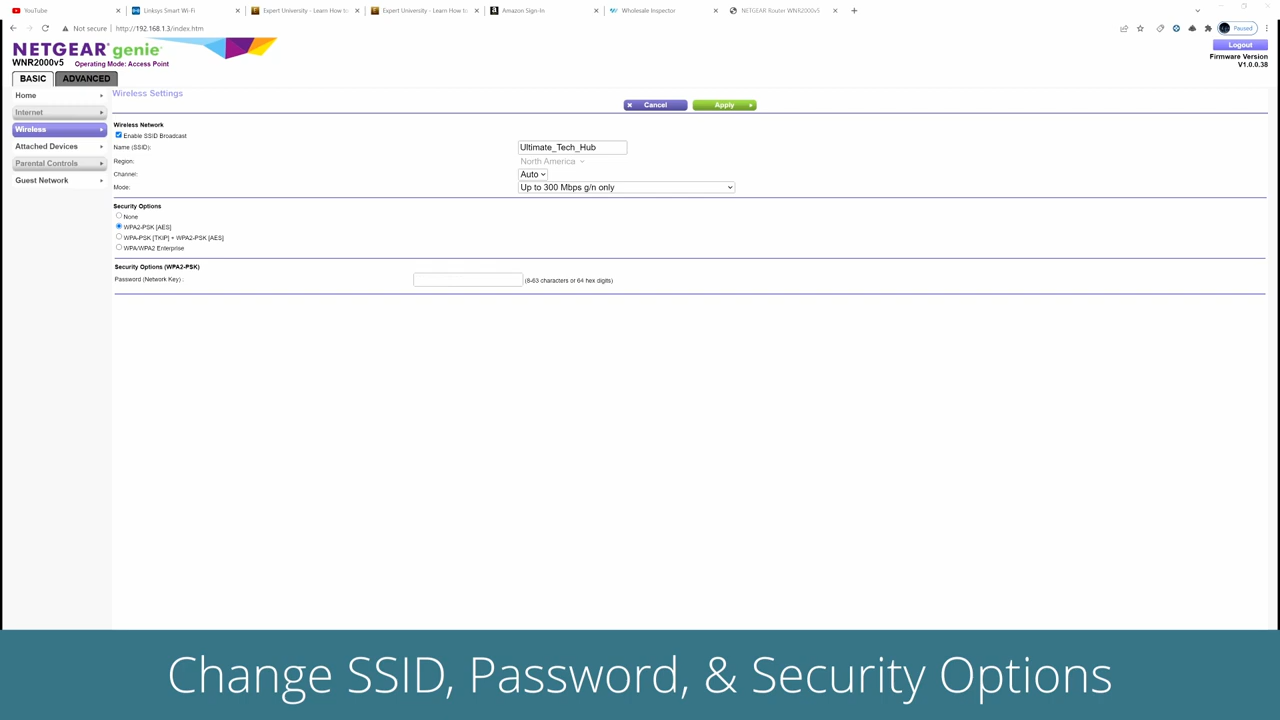 YouTube
Linksys Smart Wi-Fi
Expert University - Learn How to
Expert University - Learn How to
Amazon Sign-In
Wholesale Inspector
NETGEAR Router WNR2000v5
Not secure
http://192.168.1.3/index.htm
Paused
NETGEAR genie
WNR2000v5
Operating Mode: Access Point
Logout
Firmware Version
V1.0.0.38
BASIC
ADVANCED
Home
Internet
Wireless
Attached Devices
Parental Controls
Guest Network
Wireless Settings
Cancel
Apply
Wireless Network
Enable SSID Broadcast
Name (SSID): Ultimate_Tech_Hub
Region: North America
Channel: Auto
Mode: Up to 300 Mbps g/n only
Security Options
None
WPA2-PSK [AES]
WPA-PSK [TKIP] + WPA2-PSK [AES]
WPA/WPA2 Enterprise
Security Options (WPA2-PSK)
Password (Network Key) : (8-63 characters or 64 hex digits)
Change SSID, Password, & Security Options